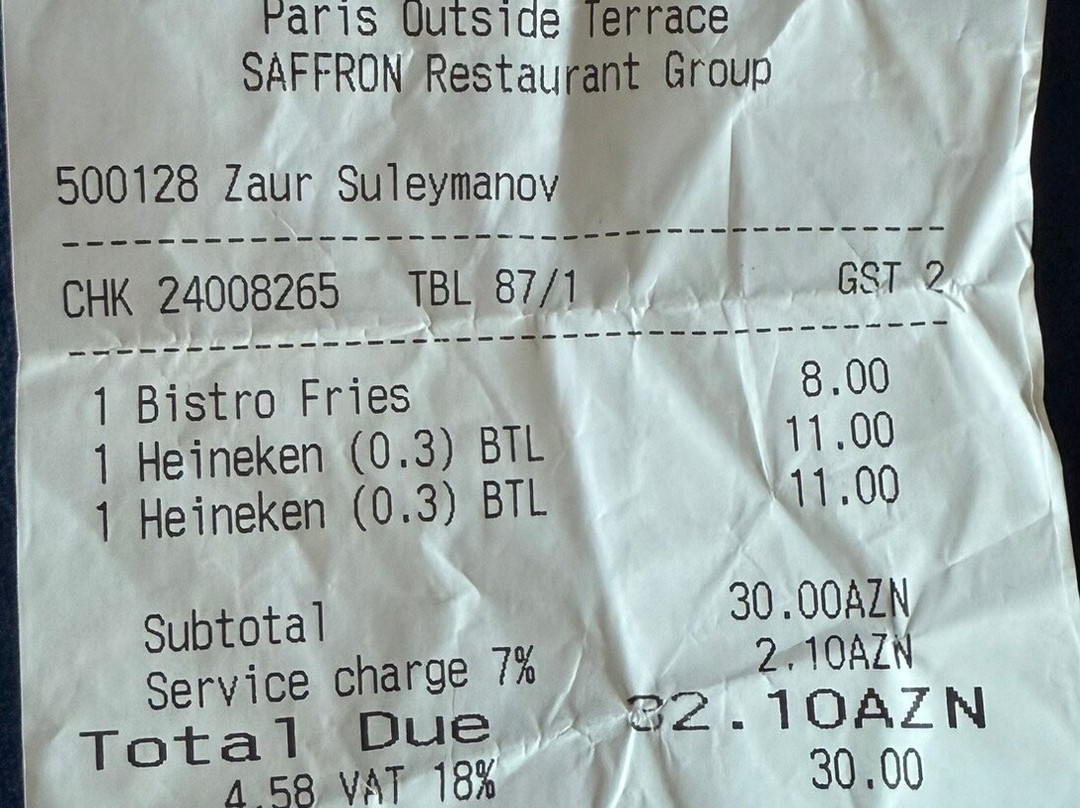 Paris Outside Terrace
SAFFRON Restaurant Group
500128 Zaur Suleymanov
CHK 24008265 TBL 87/1 GST 2
1 Bistro Fries 8.00
1 Heineken (0.3) BTL 11.00
1 Heineken (0.3) BTL 11.00
Subtotal 30.00AZN
Service charge 7% 2.10AZN
Total Due 32.10AZN
4.58 VAT 18% 30.00